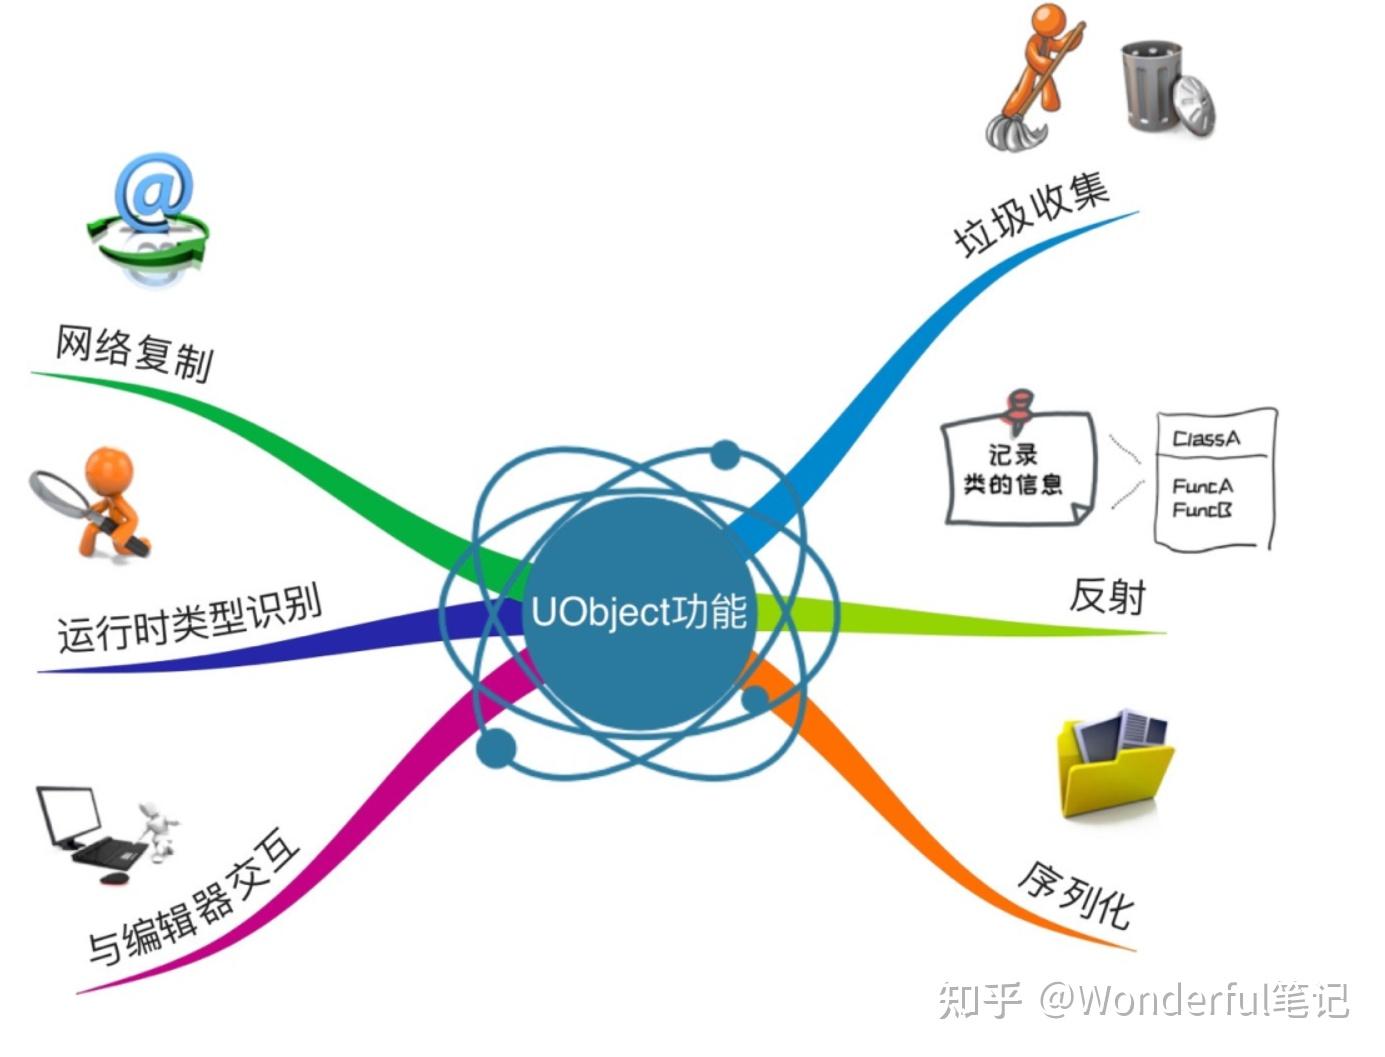 垃圾收集
网络复制
记录
类的信息
ClassA
FuncA
FuncB
反射
运行时类型识别
UObject功能
与编辑器交互
序列化
知乎 @Wonderful笔记